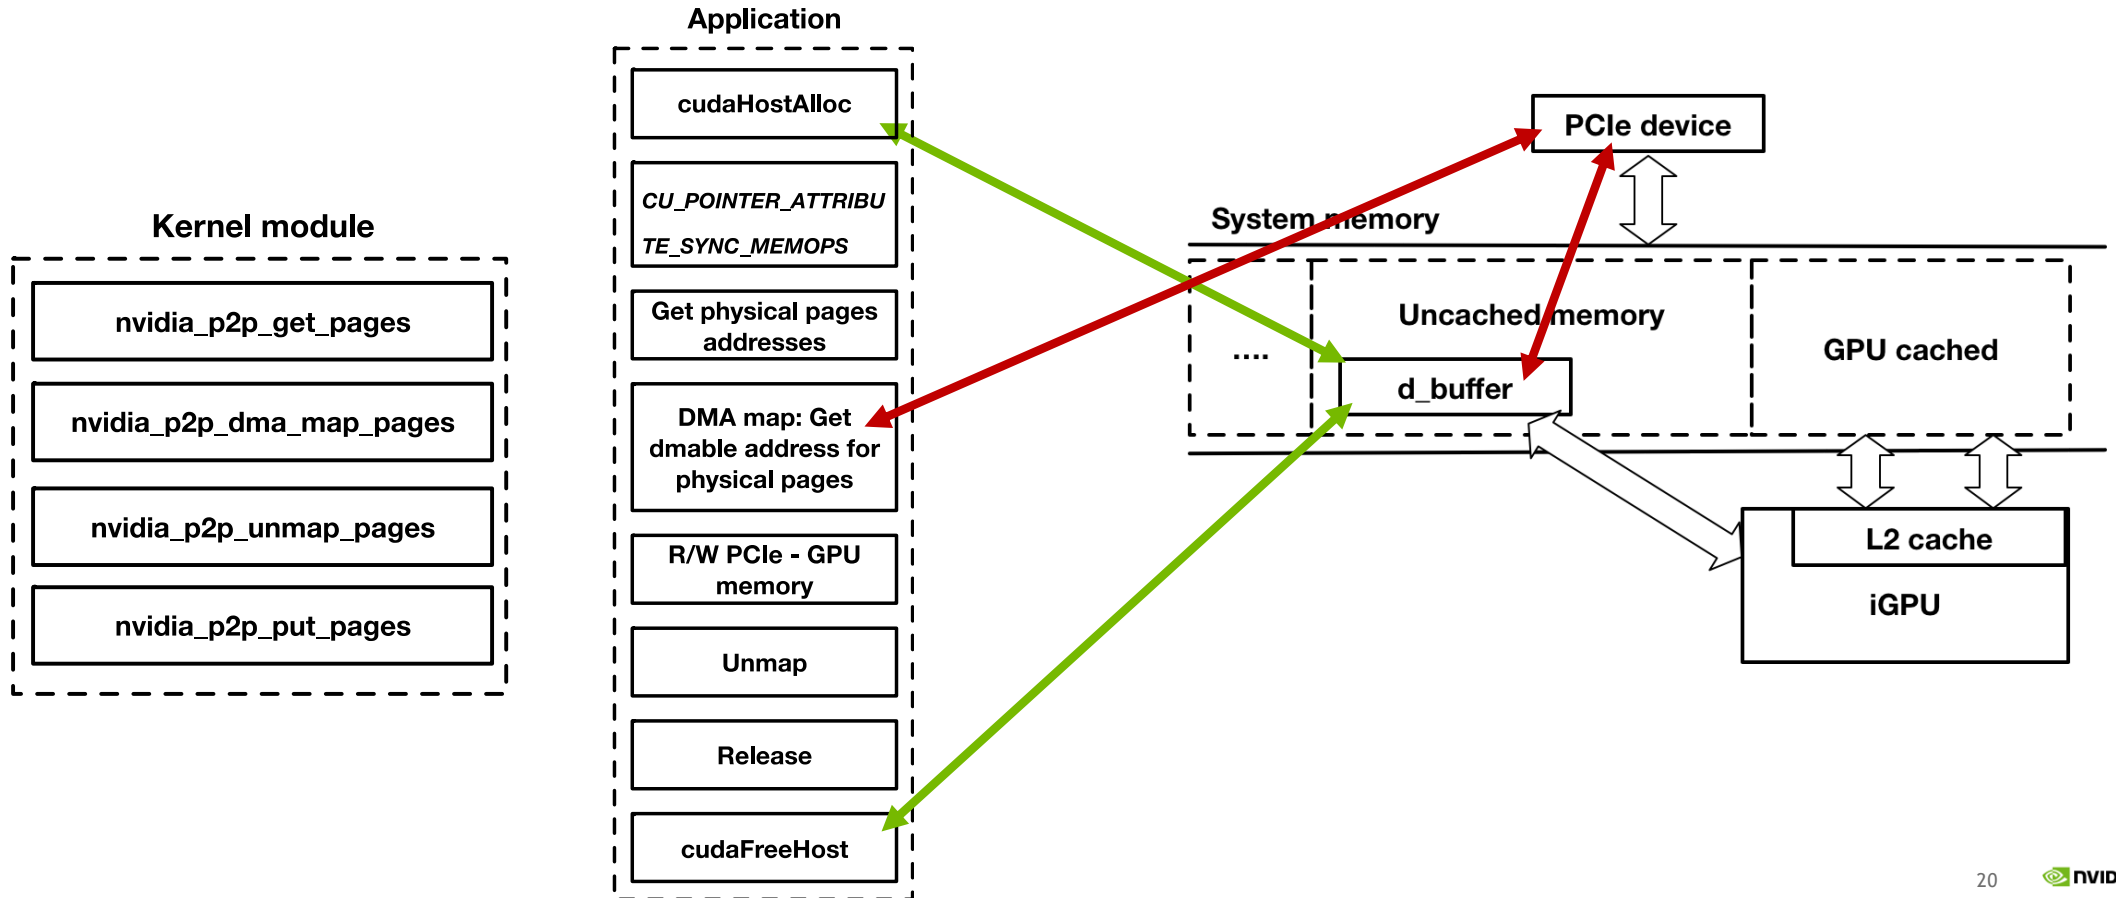 Application
cudaHostAlloc
CU_POINTER_ATTRIBU
TE_SYNC_MEMOPS
Get physical pages
addresses
DMA map: Get
dmable address for
physical pages
R/W PCIe - GPU
memory
Unmap
Release
cudaFreeHost
Kernel module
nvidia_p2p_get_pages
nvidia_p2p_dma_map_pages
nvidia_p2p_unmap_pages
nvidia_p2p_put_pages
PCIe device
System memory
....
Uncached memory
d_buffer
GPU cached
L2 cache
iGPU
20
NVID